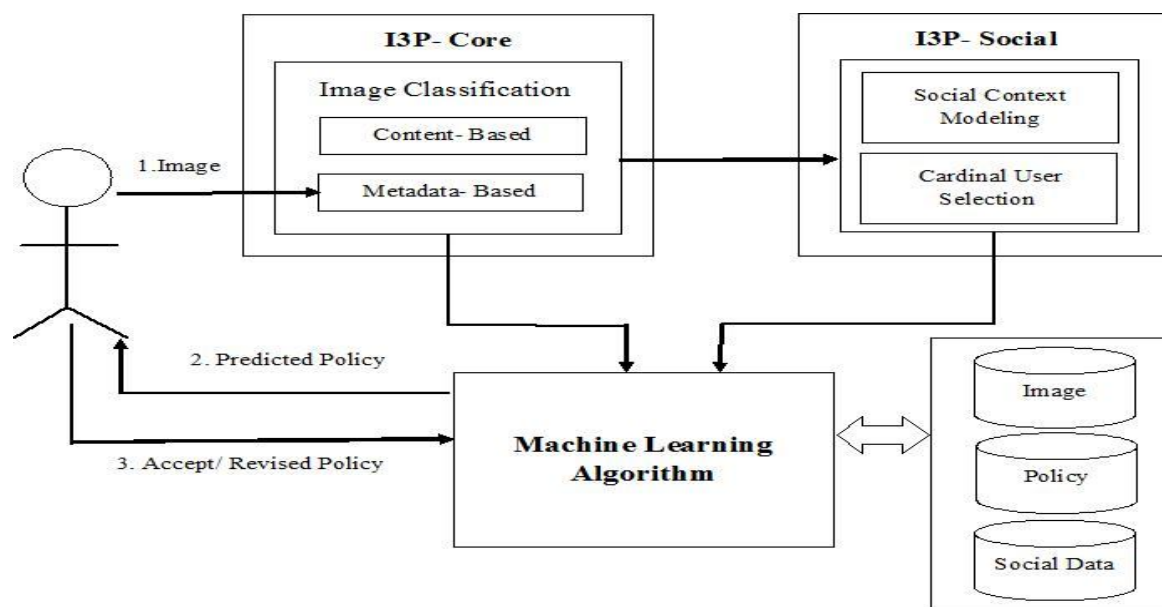 I3P- Core
Image Classification
Content- Based
Metadata- Based
I3P- Social
Social Context
Modeling
Cardinal User
Selection
1.Image
2. Predicted Policy
3. Accept/ Revised Policy
Machine Learning
Algorithm
Image
Policy
Social Data